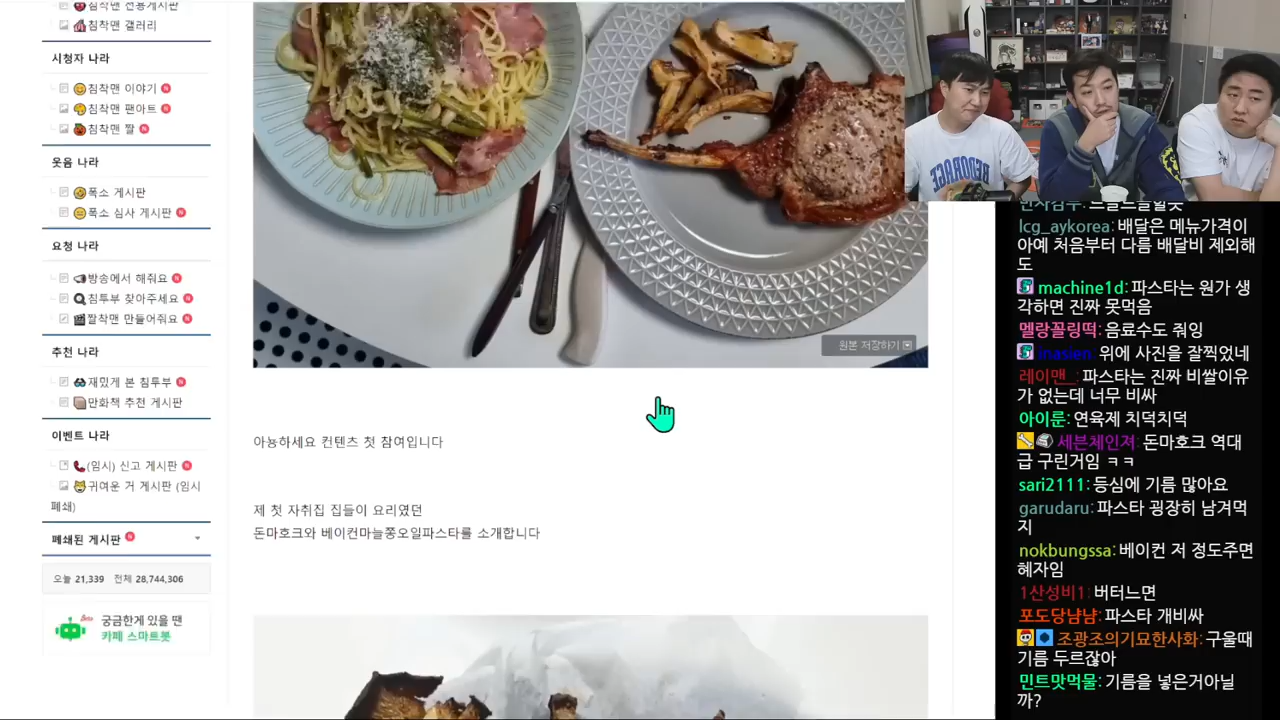 침착맨 전용게시판
침착맨 갤러리
시청자 나라
침착맨 이야기 N
침착맨 팬아트 N
침착맨 짤 N
웃음 나라
폭소 게시판
폭소 심사 게시판 N
요청 나라
방송에서 해줘요 N
침투부 찾아주세요 N
짤착맨 만들어줘요 N
추천 나라
재밌게 본 침투부 N
만화책 추천 게시판
이벤트 나라
(임시) 신고 게시판 N
귀여운 거 게시판 (임시
폐쇄)
폐쇄된 게시판 N
오늘 21,339 전체 28,744,306
Beta
궁금한게 있을 땐
카페 스마트봇
원본 저장하기
아늉하세요 컨텐츠 첫 참여입니다
제 첫 자취집 집들이 요리였던
돈마호크와 베이컨마늘쫑오일파스타를 소개합니다
lcg_aykorea: 배달은 메뉴가격이
아예 처음부터 다름 배달비 제외해
도
machine1d: 파스타는 원가 생
각하면 진짜 못먹음
멜랑꼴링떡: 음료수도 줘잉
inasien: 위에 사진을 잘찍었네
레이맨_: 파스타는 진짜 비쌀이유
가 없는데 너무 비싸
아이룬: 연육제 치덕치덕
세븐체인져: 돈마호크 역대
급 구린거임 ㅋㅋ
sari2111: 등심에 기름 많아요
garudaru: 파스타 굉장히 남겨먹
지
nokbungssa: 베이컨 저 정도주면
혜자임
1산성비1: 버터느면
포도당냠냠: 파스타 개비싸
조광조의기묘한사화: 구울때
기름 두르잖아
민트맛먹물: 기름을 넣은거아닐
까?